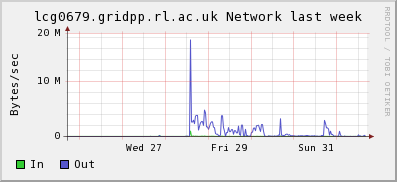 lcg0679.gridpp.rl.ac.uk Network last week
RRDTOOL / TOBI OETIKER
Bytes/sec
20 M
10 M
0
Wed 27 Fri 29 Sun 31
In Out